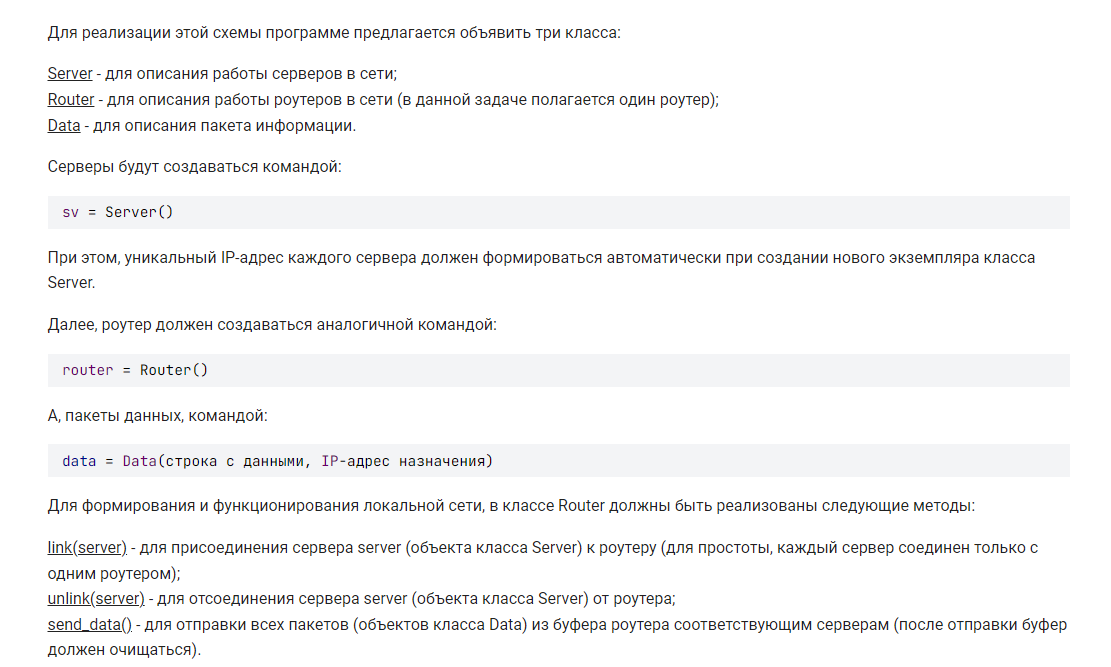 Для реализации этой схемы программе предлагается объявить три класса:
Server - для описания работы серверов в сети;
Router - для описания работы роутеров в сети (в данной задаче полагается один роутер);
Data - для описания пакета информации.
Серверы будут создаваться командой:
sv = Server()
При этом, уникальный IP-адрес каждого сервера должен формироваться автоматически при создании нового экземпляра класса
Server.
Далее, роутер должен создаваться аналогичной командой:
router = Router()
А, пакеты данных, командой:
data = Data(строка с данными, IP-адрес назначения)
Для формирования и функционирования локальной сети, в классе Router должны быть реализованы следующие методы:
link(server) - для присоединения сервера server (объекта класса Server) к роутеру (для простоты, каждый сервер соединен только с
одним роутером);
unlink(server) - для отсоединения сервера server (объекта класса Server) от роутера;
send_data() - для отправки всех пакетов (объектов класса Data) из буфера роутера соответствующим серверам (после отправки буфер
должен очищаться).